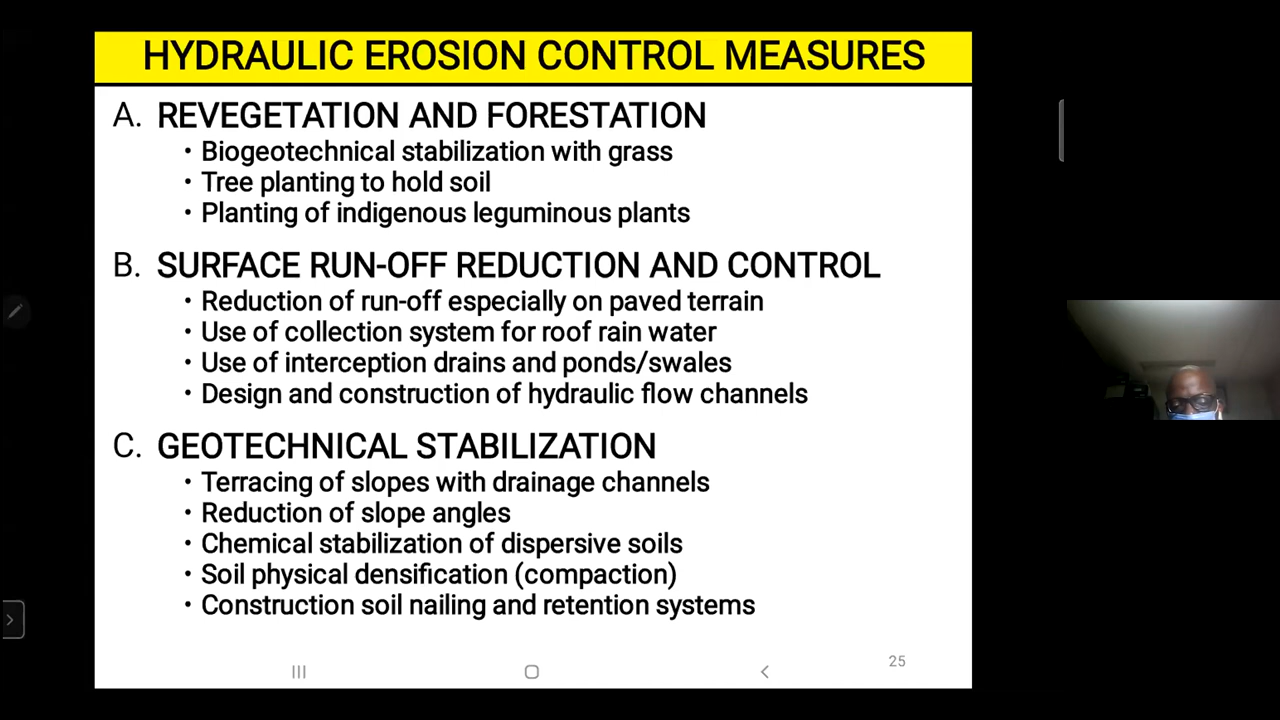 HYDRAULIC EROSION CONTROL MEASURES
A. REVEGETATION AND FORESTATION
• Biogeotechnical stabilization with grass
• Tree planting to hold soil
• Planting of indigenous leguminous plants
B. SURFACE RUN-OFF REDUCTION AND CONTROL
• Reduction of run-off especially on paved terrain
• Use of collection system for roof rain water
• Use of interception drains and ponds/swales
• Design and construction of hydraulic flow channels
C. GEOTECHNICAL STABILIZATION
• Terracing of slopes with drainage channels
• Reduction of slope angles
• Chemical stabilization of dispersive soils
• Soil physical densification (compaction)
• Construction soil nailing and retention systems
25